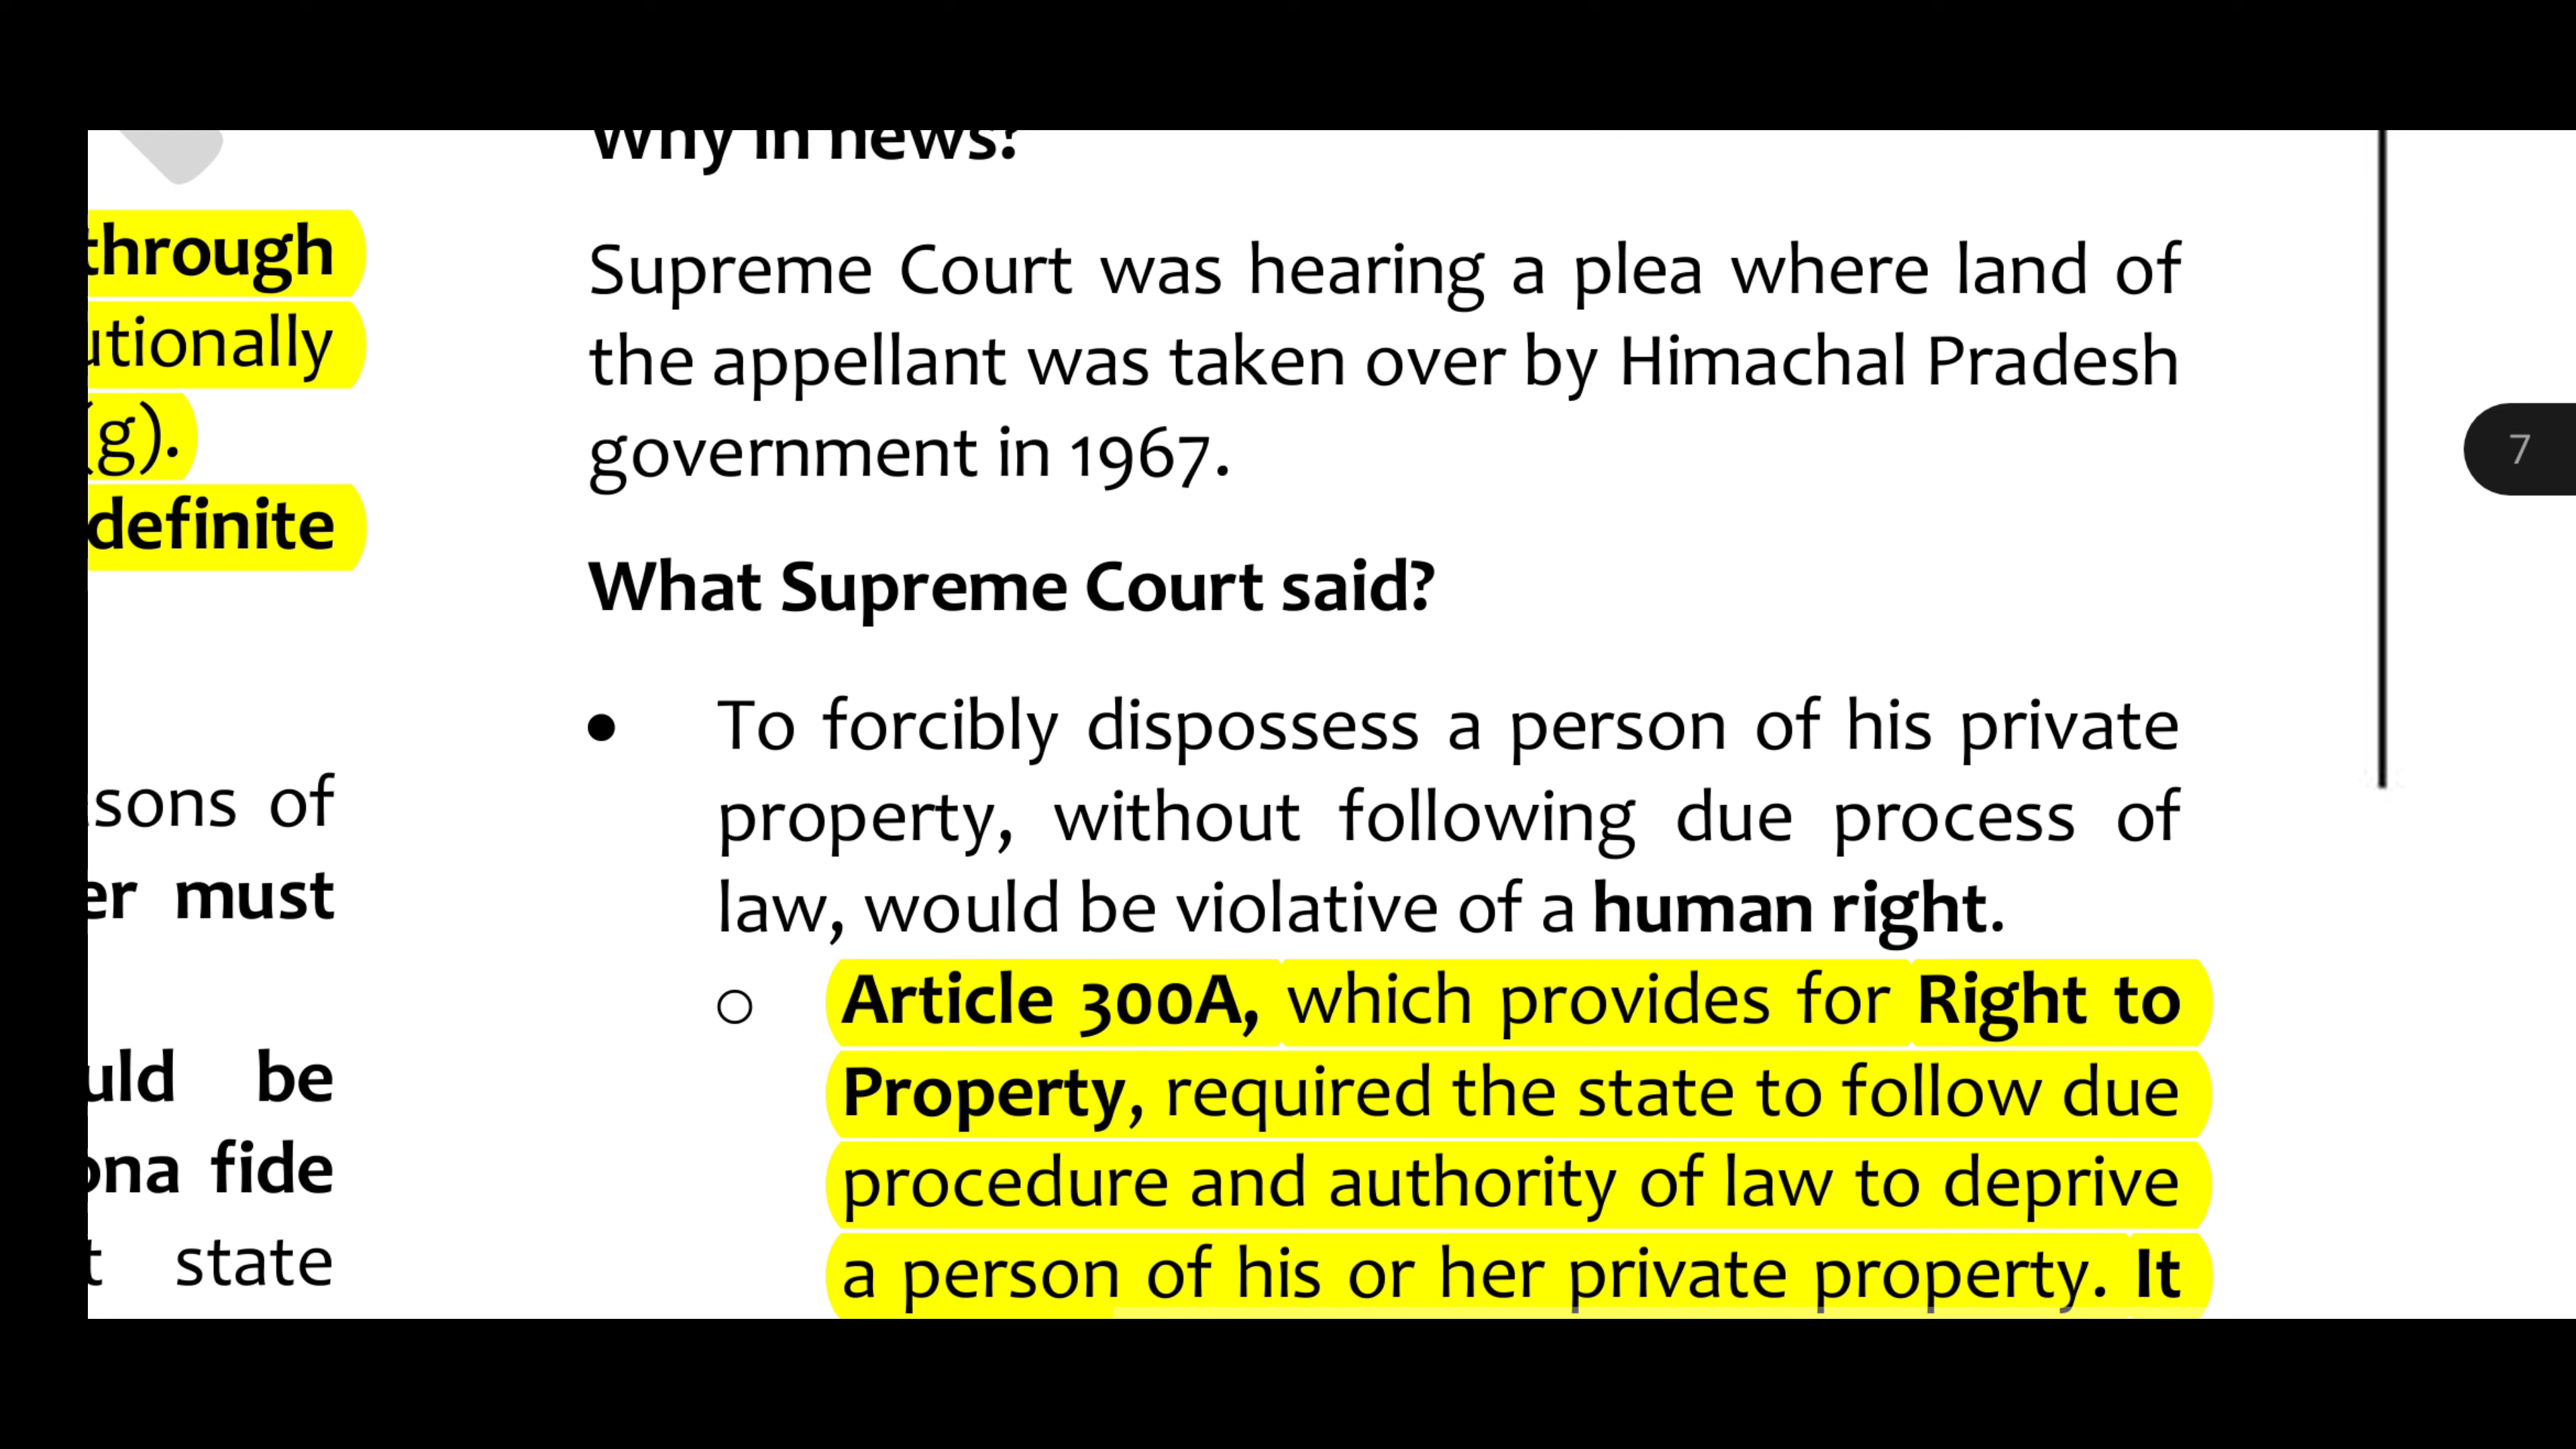 through
utionally
(g).
definite
sons of
er must
uld be
ona fide
t state
Why in news?
Supreme Court was hearing a plea where land of
the appellant was taken over by Himachal Pradesh
government in 1967.
What Supreme Court said?
• To forcibly dispossess a person of his private
property, without following due process of
law, would be violative of a human right.
○ Article 300A, which provides for Right to
Property, required the state to follow due
procedure and authority of law to deprive
a person of his or her private property. It
7